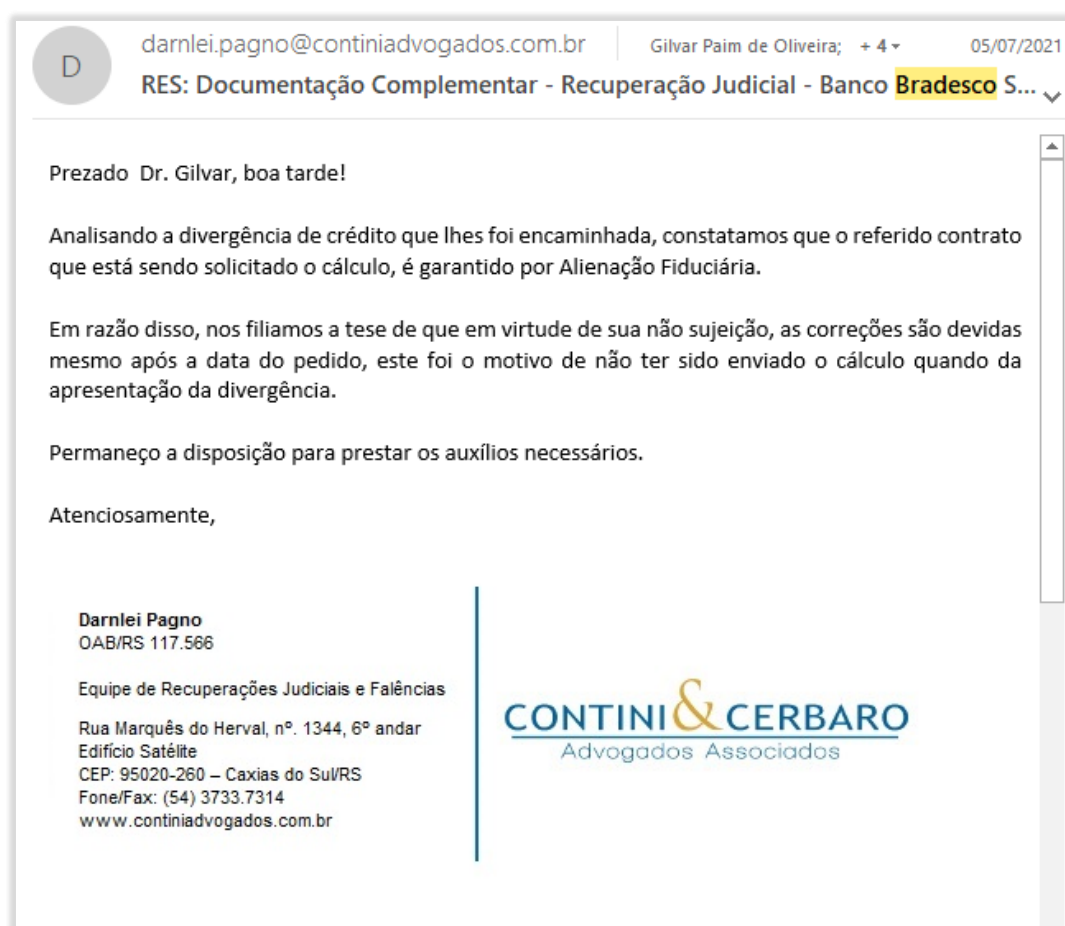 D
darnlei.pagno@continiadvogados.com.br
Gilvar Paim de Oliveira; + 4
05/07/2021
RES: Documentação Complementar - Recuperação Judicial - Banco Bradesco S...
Prezado Dr. Gilvar, boa tarde!
Analisando a divergência de crédito que lhes foi encaminhada, constatamos que o referido contrato
que está sendo solicitado o cálculo, é garantido por Alienação Fiduciária.
Em razão disso, nos filiamos a tese de que em virtude de sua não sujeição, as correções são devidas
mesmo após a data do pedido, este foi o motivo de não ter sido enviado o cálculo quando da
apresentação da divergência.
Permaneço a disposição para prestar os auxílios necessários.
Atenciosamente,
Darnlei Pagno
OAB/RS 117.566
Equipe de Recuperações Judiciais e Falências
Rua Marquês do Herval, nº. 1344, 6º andar
Edifício Satélite
CEP: 95020-260 – Caxias do Sul/RS
Fone/Fax: (54) 3733.7314
www.continiadvogados.com.br
CONTINI & CERBARO
Advogados Associados